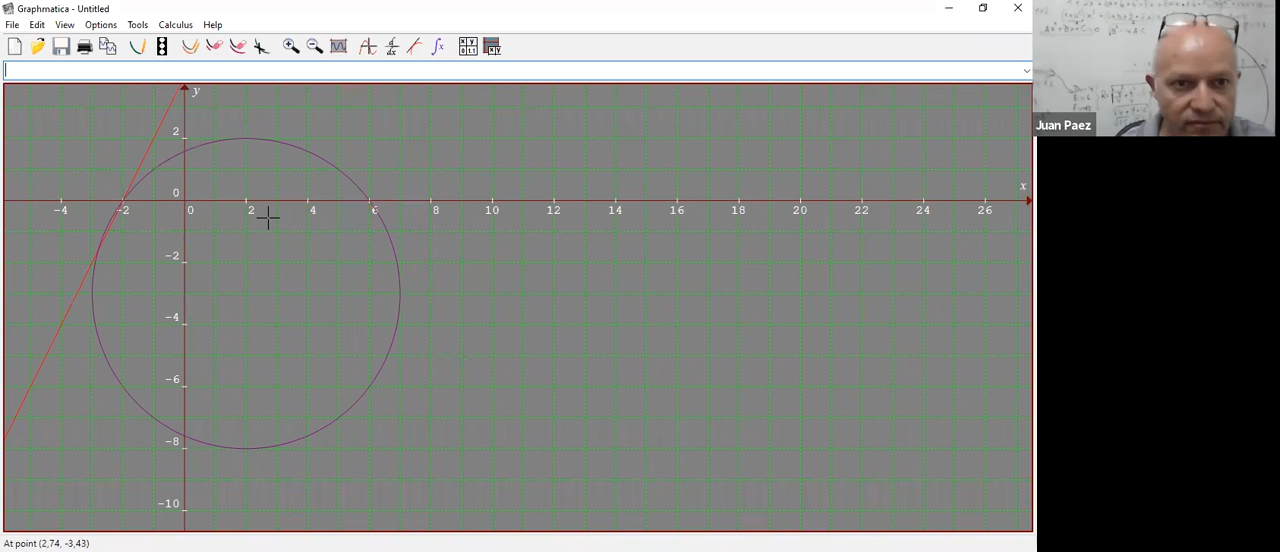 Graphmatica - Untitled
File Edit View Options Tools Calculus Help
y
2
0
x
-4 -2 0 2 4 6 8 10 12 14 16 18 20 22 24 26
-2
-4
-6
-8
-10
At point (2,74, -3,43)
Juan Paez